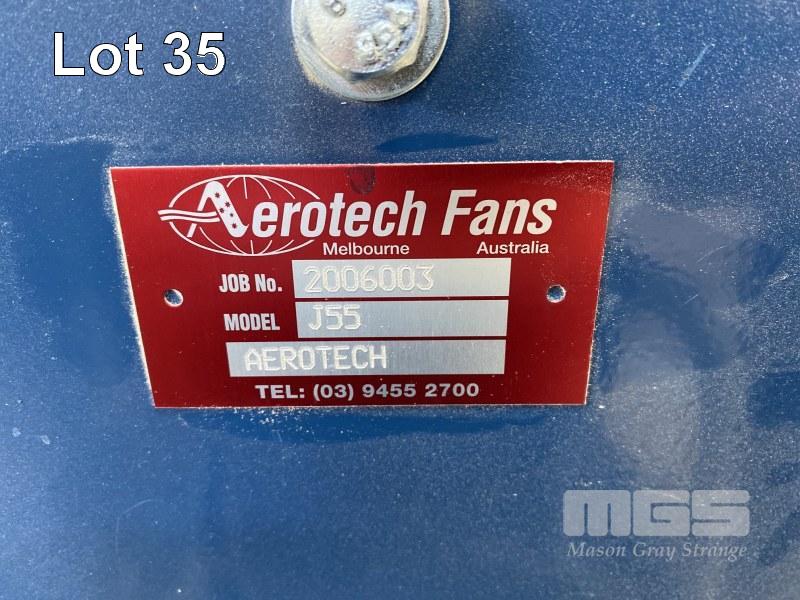 Lot 35
Aerotech Fans
Melbourne Australia
JOB No. 2006003
MODEL J55
AEROTECH
TEL: (03) 9455 2700
MGS
Mason Gray Strange